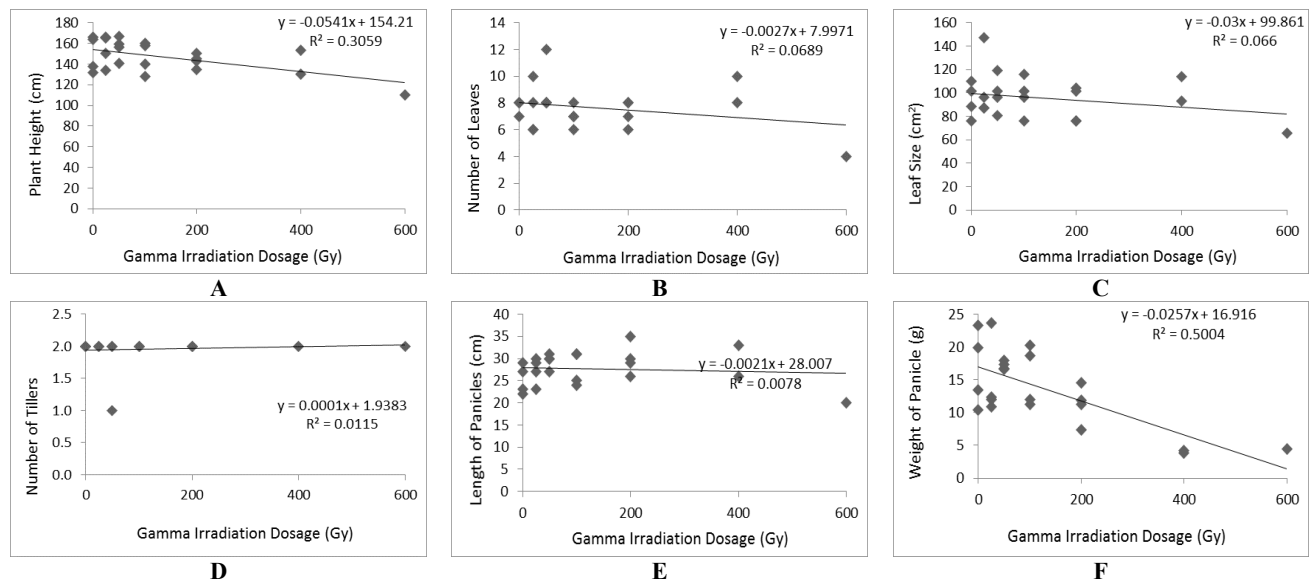 y = -0.0541x + 154.21
R² = 0.3059
180
160
140
120
100
80
60
40
20
0
Plant Height (cm)
0 200 400 600
Gamma Irradiation Dosage (Gy)
A
y = -0.0027x + 7.9971
R² = 0.0689
14
12
10
8
6
4
2
0
Number of Leaves
0 200 400 600
Gamma Irradiation Dosage (Gy)
B
y = -0.03x + 99.861
R² = 0.066
160
140
120
100
80
60
40
20
0
Leaf Size (cm²)
0 200 400 600
Gamma Irradiation Dosage (Gy)
C
2.5
2.0
1.5
1.0
0.5
0.0
Number of Tillers
y = 0.0001x + 1.9383
R² = 0.0115
0 200 400 600
Gamma Irradiation Dosage (Gy)
D
40
35
30
25
20
15
10
5
0
Length of Panicles (cm)
y = -0.0021x + 28.007
R² = 0.0078
0 200 400 600
Gamma Irradiation Dosage (Gy)
E
y = -0.0257x + 16.916
R² = 0.5004
25
20
15
10
5
0
Weight of Panicle (g)
0 200 400 600
Gamma Irradiation Dosage (Gy)
F